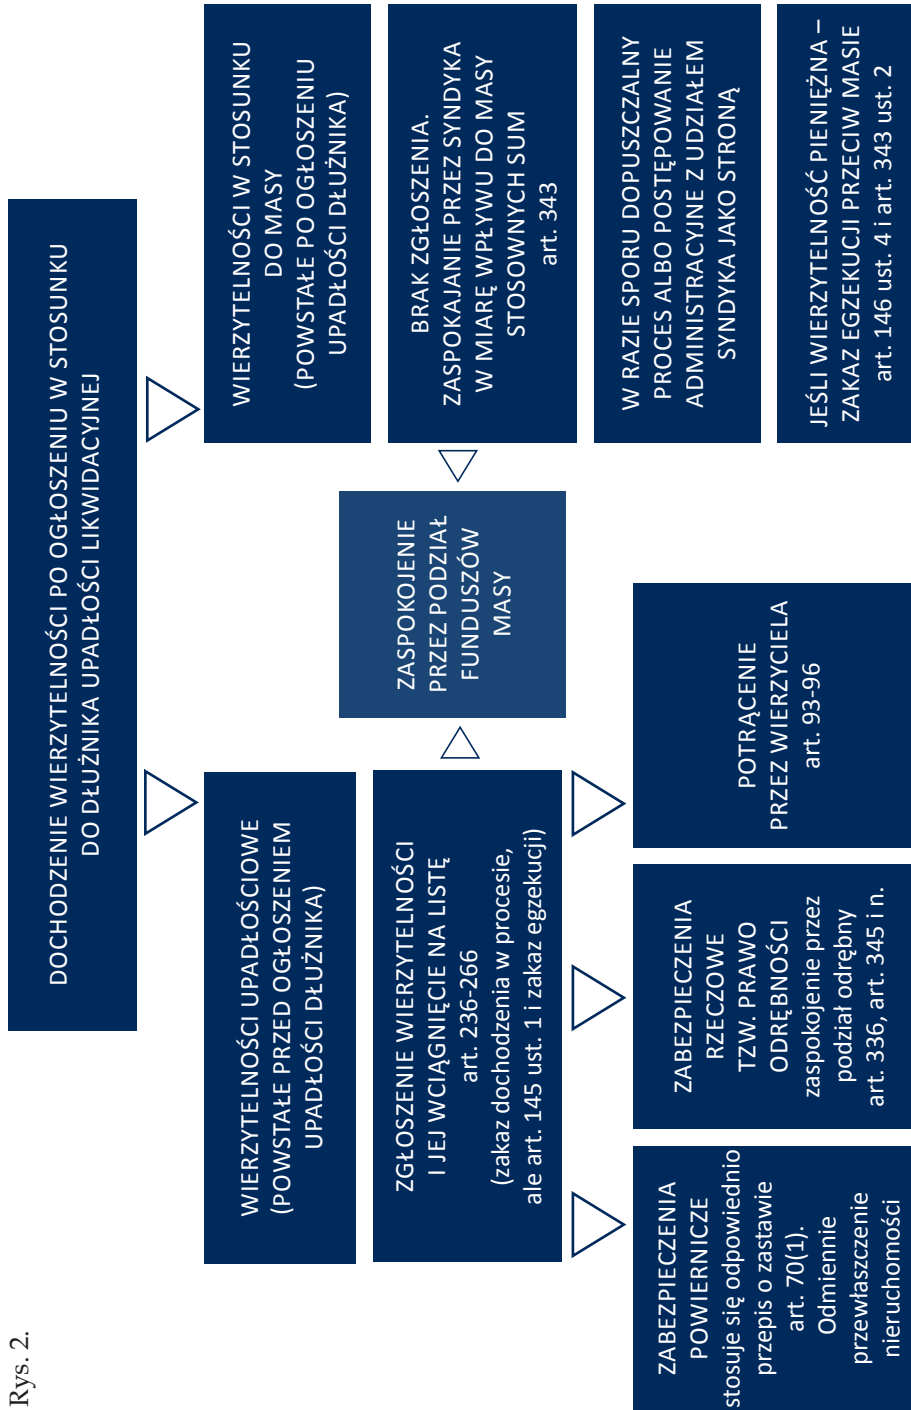 Rys. 2.
DOCHODZENIE WIERZYTELNOŚCI PO OGŁOSZENIU W STOSUNKU
DO DŁUŻNIKA UPADŁOŚCI LIKWIDACYJNEJ
WIERZYTELNOŚCI UPADŁOŚCIOWE
(POWSTAŁE PRZED OGŁOSZENIEM
UPADŁOŚCI DŁUŻNIKA)
ZGŁOSZENIE WIERZYTELNOŚCI
I JEJ WCIĄGNIĘCIE NA LISTĘ
art. 236-266
(zakaz dochodzenia w procesie,
ale art. 145 ust. 1 i zakaz egzekucji)
ZABEZPIECZENIA
POWIERNICZE
stosuje się odpowiednio
przepis o zastawie
art. 70(1).
Odmiennie
przewłaszczenie
nieruchomości
ZABEZPIECZENIA
RZECZOWE
TZW. PRAWO
ODRĘBNOŚCI
zaspokojenie przez
podział odrębny
art. 336, art. 345 i n.
POTRĄCENIE
PRZEZ WIERZYCIELA
art. 93-96
ZASPOKOJENIE
PRZEZ PODZIAŁ
FUNDUSZÓW
MASY
WIERZYTELNOŚCI W STOSUNKU
DO MASY
(POWSTAŁE PO OGŁOSZENIU
UPADŁOŚCI DŁUŻNIKA)
BRAK ZGŁOSZENIA.
ZASPOKAJANIE PRZEZ SYNDYKA
W MIARĘ WPŁYWU DO MASY
STOSOWNYCH SUM
art. 343
W RAZIE SPORU DOPUSZCZALNY
PROCES ALBO POSTĘPOWANIE
ADMINISTRACYJNE Z UDZIAŁEM
SYNDYKA JAKO STRONĄ
JEŚLI WIERZYTELNOŚĆ PIENIĘŻNA –
ZAKAZ EGZEKUCJI PRZECIW MASIE
art. 146 ust. 4 i art. 343 ust. 2